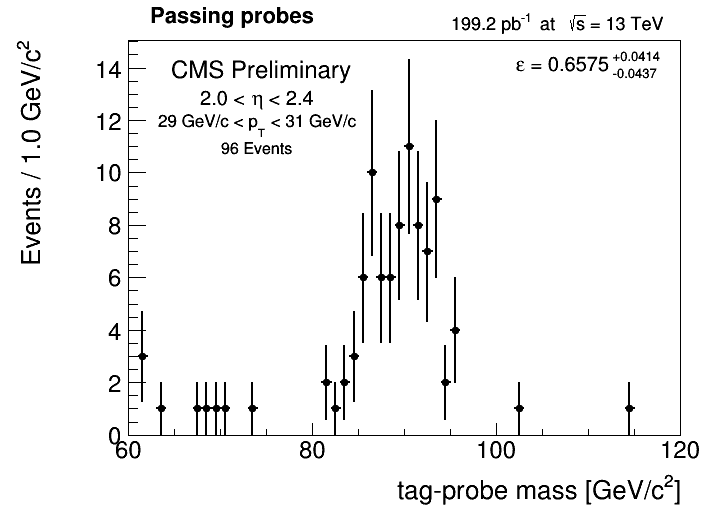 Passing probes
199.2 pb⁻¹ at √s = 13 TeV
CMS Preliminary
2.0 < η < 2.4
29 GeV/c < p_T < 31 GeV/c
96 Events
ε = 0.6575 +0.0414 -0.0437
Events / 1.0 GeV/c²
14
12
10
8
6
4
2
0
60 80 100 120
tag-probe mass [GeV/c²]